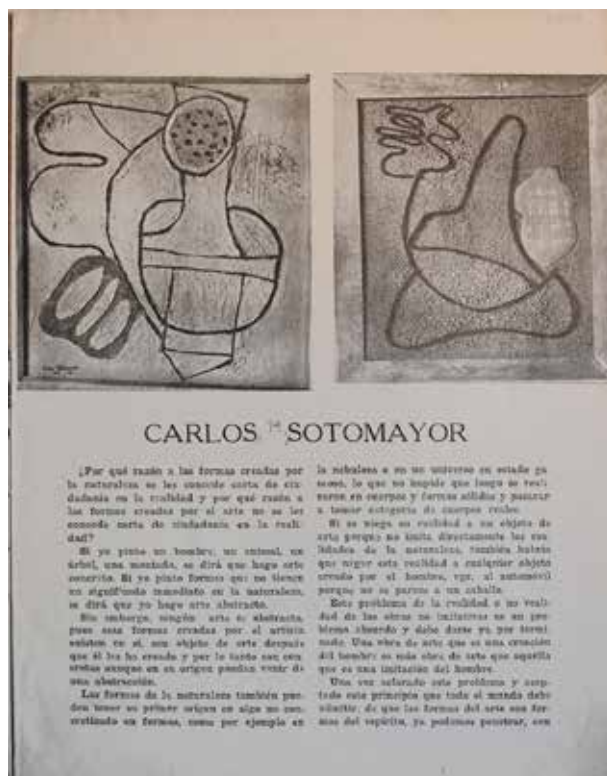 CARLOS SOTOMAYOR
¿Por qué razón a las formas creadas por
la naturaleza se les concede carta de ciu-
dadanía en la realidad y por qué razón a
las formas creadas por el arte no se les
concede carta de ciudadanía en la reali-
dad?
Si yo pinto un hombre, un animal, un
árbol, una montaña, se dirá que hago arte
concreto. Si yo pinto formas que no tienen
un significado inmediato en la naturaleza,
se dirá que yo hago arte abstracto.
Sin embargo, ningún arte es abstracto,
pues esas formas creadas por el artista
existen en sí, son objeto de arte después
que él las ha creado y por lo tanto son con-
cretas aunque en su origen puedan venir de
una abstracción.
Las formas de la naturaleza también pue-
den tener su primer origen en algo no con-
cretizado en formas, como por ejemplo en
la nebulosa o en un universo en estado ga
seoso, lo que no impide que luego se reali
zaron en cuerpos y formas sólidas y pasaran
a tomar categoría de cuerpos reales.
Si se niega su realidad a un objeto de
arte porque no imita directamente las rea-
lidades de la naturaleza, también habría
que negar esta realidad a cualquier objeto
creado por el hombre, vgr. al automóvil
porque no se parece a un caballo.
Este problema de la realidad o no reali-
dad de las obras no imitativas es un pro-
blema absurdo y debe darse ya por termi-
nado. Una obra de arte que es una creación
del hombre es más obra de arte que aquella
que es una imitación del hombre.
Una vez aclarado este problema y acep-
tado este principio que todo el mundo debe
admitir: de que las formas del arte son for-
mas del espíritu, ya podemos penetrar, con